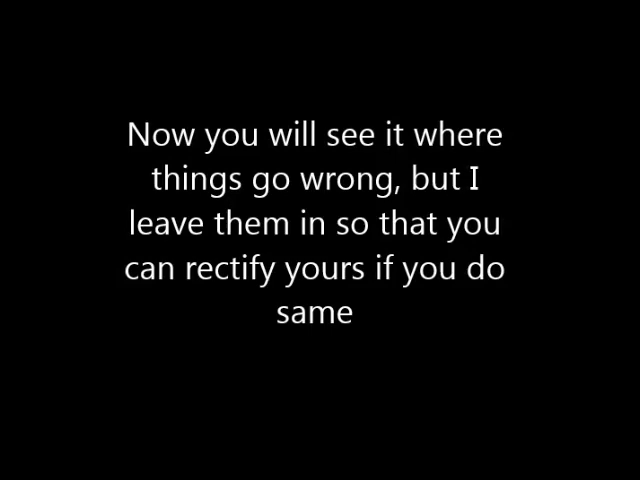 Now you will see it where
things go wrong, but I
leave them in so that you
can rectify yours if you do
same